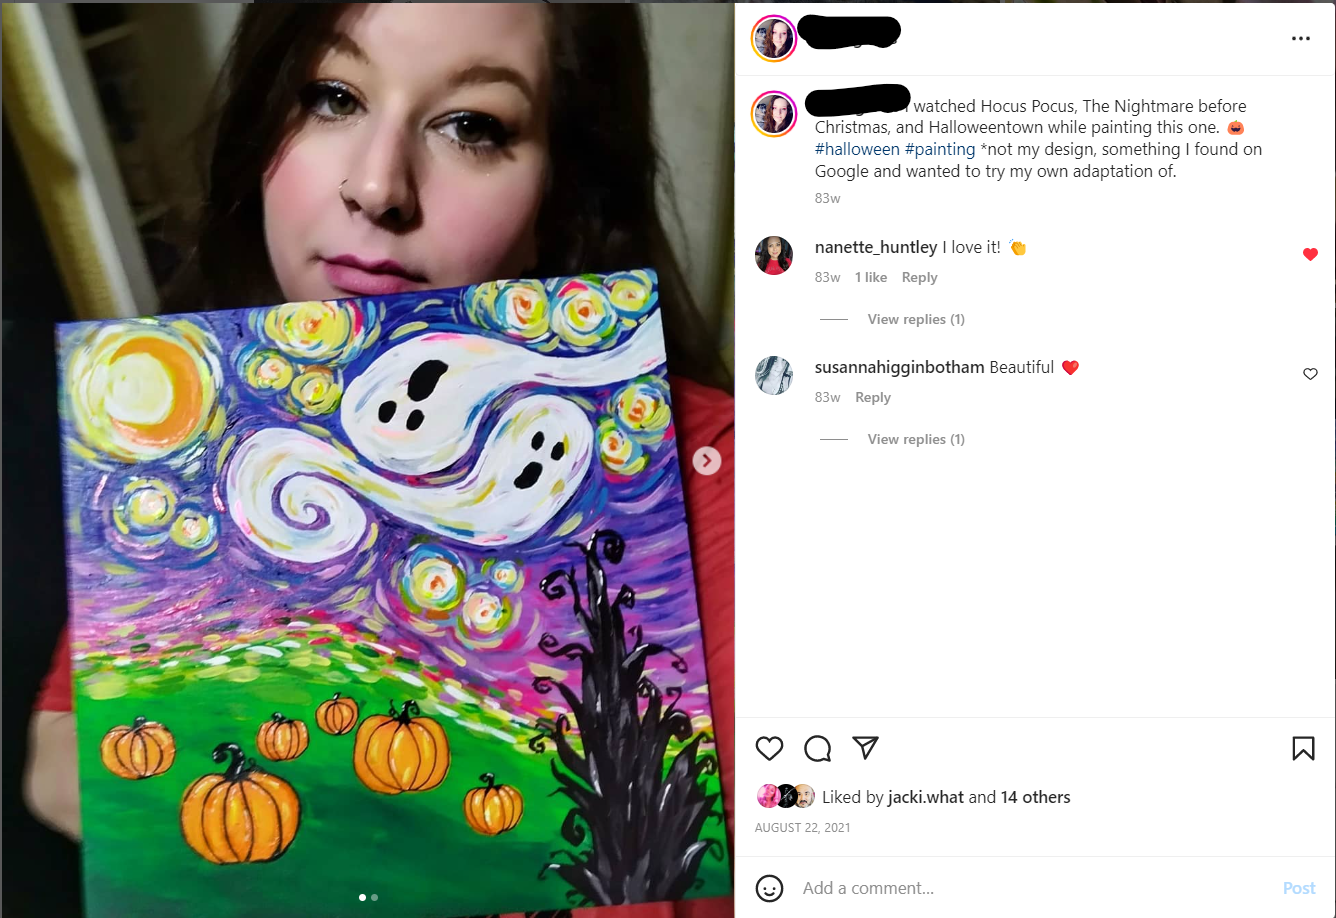 watched Hocus Pocus, The Nightmare before
Christmas, and Halloweentown while painting this one. 🎃
#halloween #painting *not my design, something I found on
Google and wanted to try my own adaptation of.
83w
nanette_huntley I love it! 👏
83w 1 like Reply
View replies (1)
susannahigginbotham Beautiful ❤️
83w Reply
View replies (1)
Liked by jacki.what and 14 others
AUGUST 22, 2021
Add a comment... Post